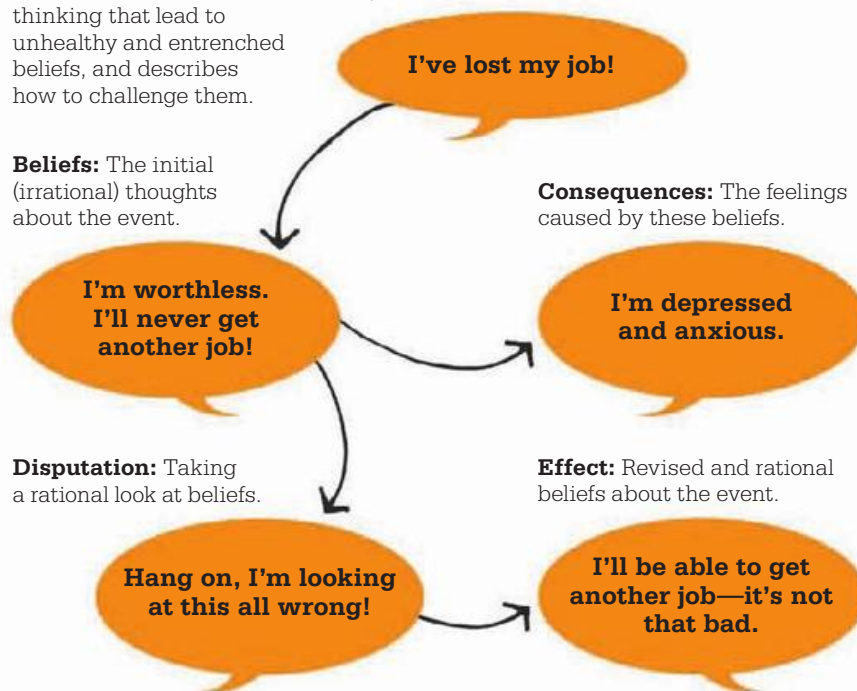 thinking that lead to
unhealthy and entrenched
beliefs, and describes
how to challenge them.
I've lost my job!
Beliefs: The initial
(irrational) thoughts
about the event.
Consequences: The feelings
caused by these beliefs.
I'm worthless.
I'll never get
another job!
I'm depressed
and anxious.
Disputation: Taking
a rational look at beliefs.
Effect: Revised and rational
beliefs about the event.
Hang on, I'm looking
at this all wrong!
I'll be able to get
another job—it's not
that bad.